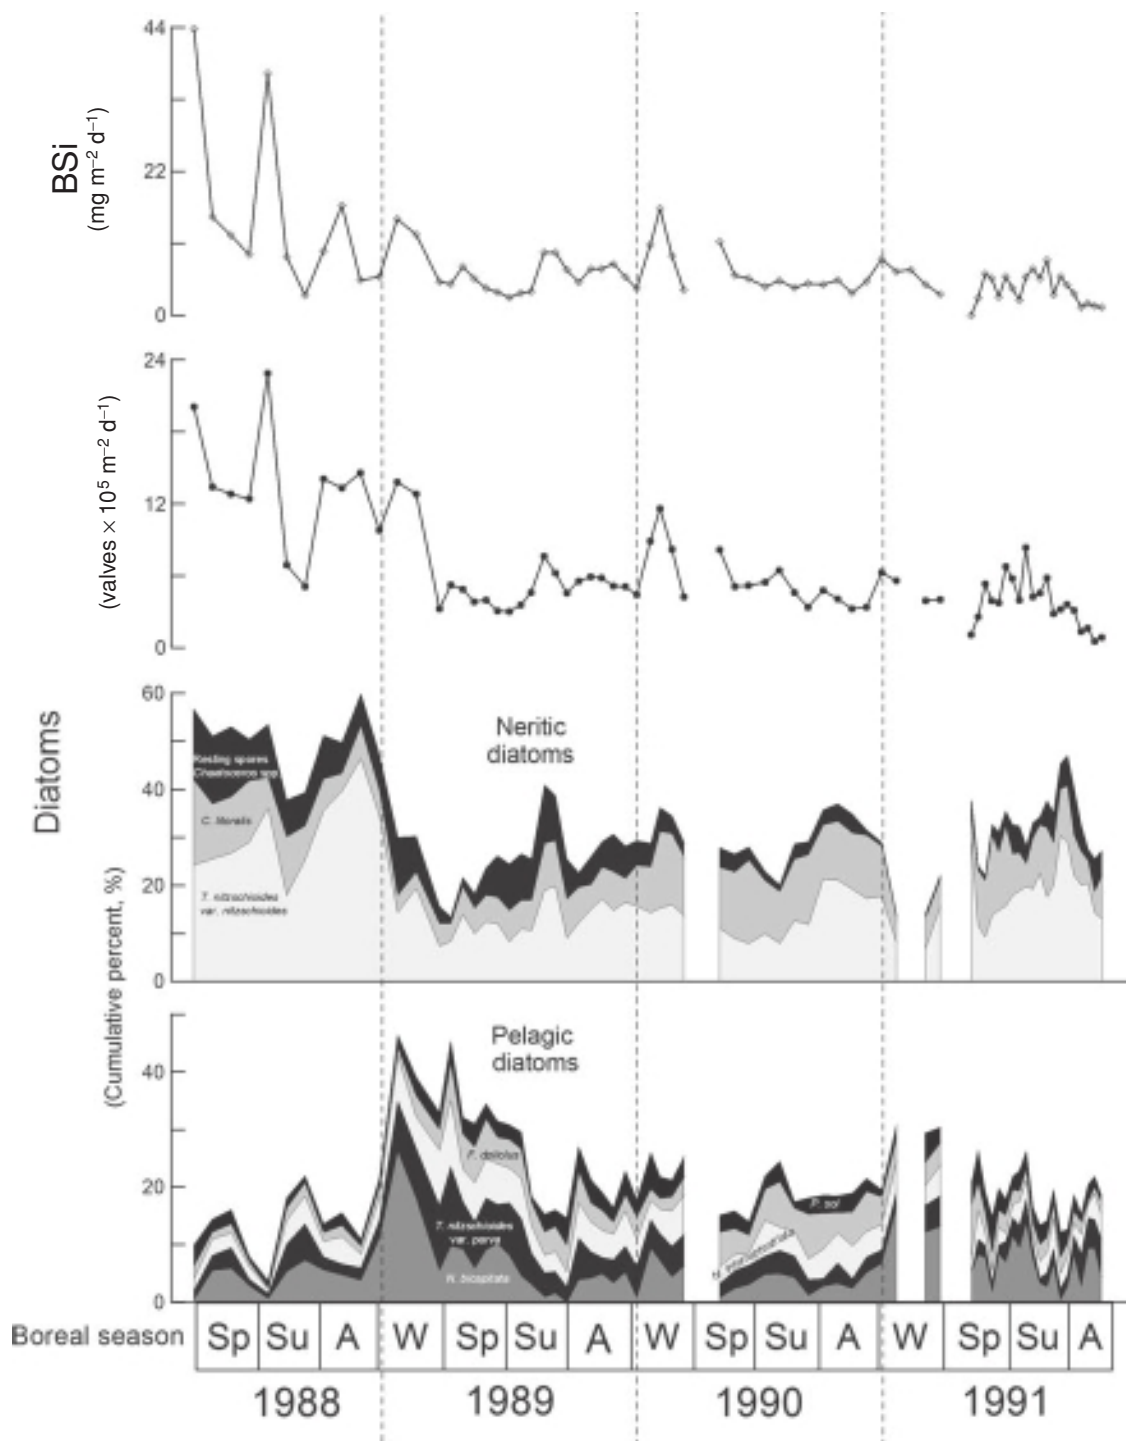 44
22
0
BSi
(mg m⁻² d⁻¹)
24
12
0
(valves × 10⁵ m⁻² d⁻¹)
Diatoms
(Cumulative percent, %)
60
40
20
0
Neritic
diatoms
Resting spores
Chaetoceros spp
C. litoralis
T. nitzschioides
var. nitzschioides
40
20
0
Pelagic
diatoms
F. doliolus
T. nitzschioides
var. parva
N. bicapitata
P. sol
Boreal season Sp Su A W Sp Su A W Sp Su A W Sp Su A
1988 1989 1990 1991